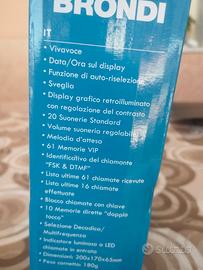 BRONDI
IT
• Vivavoce
• Data/Ora sul display
• Funzione di auto-riselezione
• Sveglia
• Display grafico retroilluminato
con regolazione del contrasto
• 20 Suonerie Standard
• Volume suoneria regolabile
• Melodia d'attesa
• 61 Memorie VIP
• Identificativo del chiamante
"FSK & DTMF"
• Lista ultime 61 chiamate ricevute
• Lista ultime 16 chiamate
effettuate
• Blocco chiamate con chiave
• 10 Memorie dirette "doppio
tocco"
• Selezione Decadica/
Multifrequenza
• Indicatore luminoso a LED
chiamate in entrata
• Dimensioni: 200x170x65mm
• Peso corretto: 180g
SUBITO